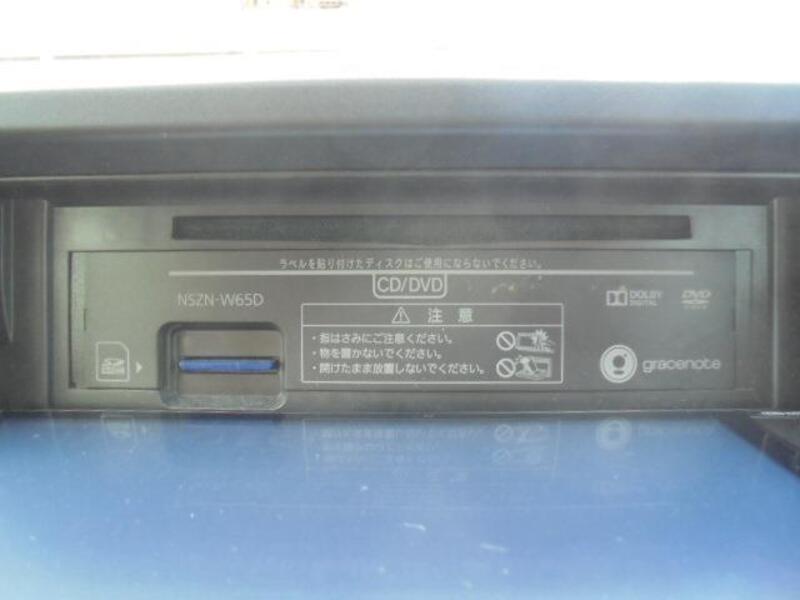 ラベルを貼り付けたディスクはご使用にならないでください。
CD/DVD
NSZN-W65D
DOLBY
DIGITAL
DVD
⚠ 注意
・指はさみにご注意ください。
・物を置かないでください。
・開けたまま放置しないでください。
gracenote